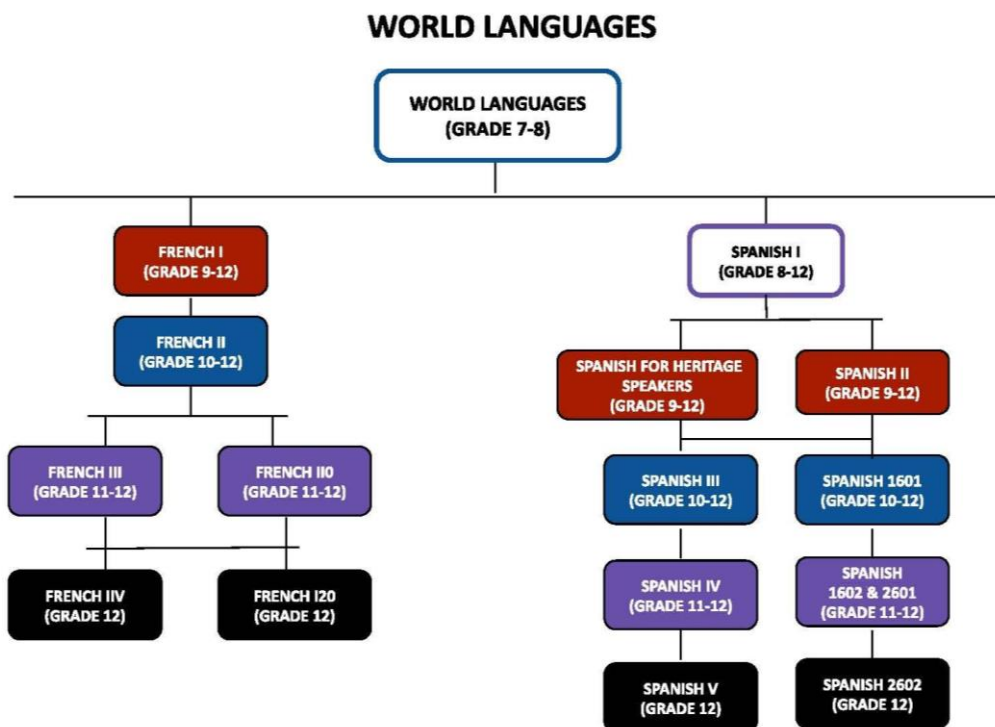 WORLD LANGUAGES
WORLD LANGUAGES
(GRADE 7-8)
FRENCH I
(GRADE 9-12)
SPANISH I
(GRADE 8-12)
FRENCH II
(GRADE 10-12)
SPANISH FOR HERITAGE
SPEAKERS
(GRADE 9-12)
SPANISH II
(GRADE 9-12)
FRENCH III
(GRADE 11-12)
FRENCH II0
(GRADE 11-12)
SPANISH III
(GRADE 10-12)
SPANISH 1601
(GRADE 10-12)
FRENCH IIV
(GRADE 12)
FRENCH I20
(GRADE 12)
SPANISH IV
(GRADE 11-12)
SPANISH
1602 & 2601
(GRADE 11-12)
SPANISH V
(GRADE 12)
SPANISH 2602
(GRADE 12)